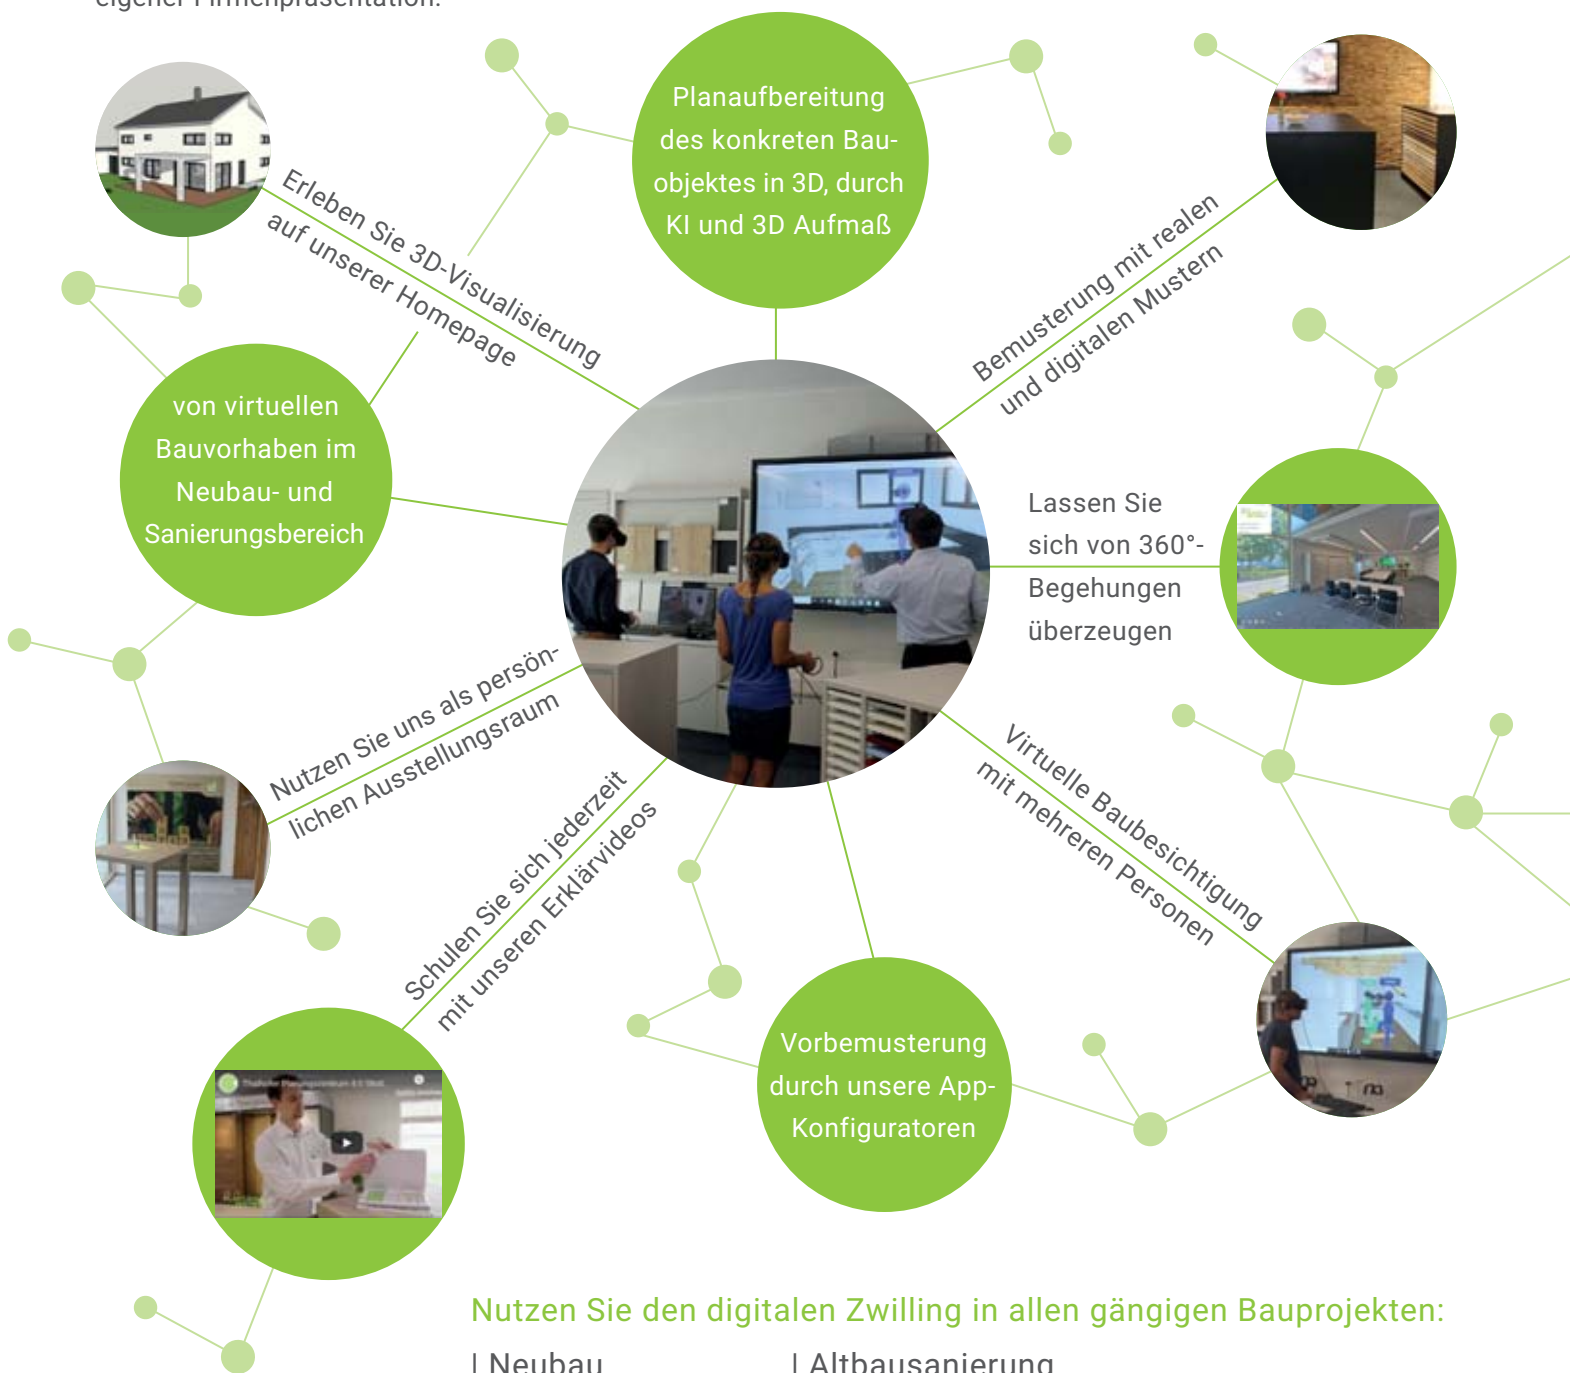 eigener Firmenpräsentation.
Planaufbereitung
des konkreten Bau-
objektes in 3D, durch
KI und 3D Aufmaß
Erleben Sie 3D-Visualisierung
auf unserer Homepage
Bemusterung mit realen
und digitalen Mustern
von virtuellen
Bauvorhaben im
Neubau- und
Sanierungsbereich
Lassen Sie
sich von 360°-
Begehungen
überzeugen
Nutzen Sie uns als persön-
lichen Ausstellungsraum
Virtuelle Baubesichtigung
mit mehreren Personen
Schulen Sie sich jederzeit
mit unseren Erklärvideos
Vorbemusterung
durch unsere App-
Konfiguratoren
Nutzen Sie den digitalen Zwilling in allen gängigen Bauprojekten:
| Neubau | Altbausanierung